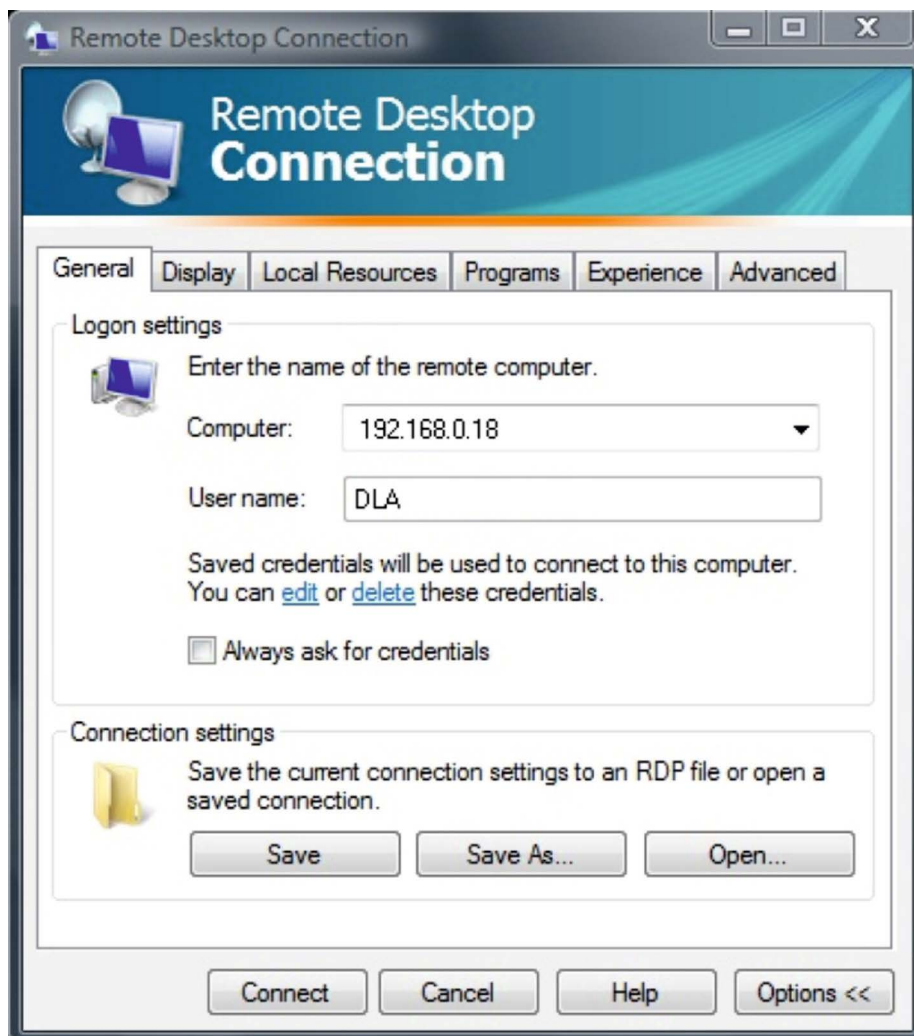 Remote Desktop Connection
Remote Desktop
Connection
General Display Local Resources Programs Experience Advanced
Logon settings
Enter the name of the remote computer.
Computer: 192.168.0.18
User name: DLA
Saved credentials will be used to connect to this computer.
You can edit or delete these credentials.
Always ask for credentials
Connection settings
Save the current connection settings to an RDP file or open a
saved connection.
Save Save As... Open...
Connect Cancel Help Options <<